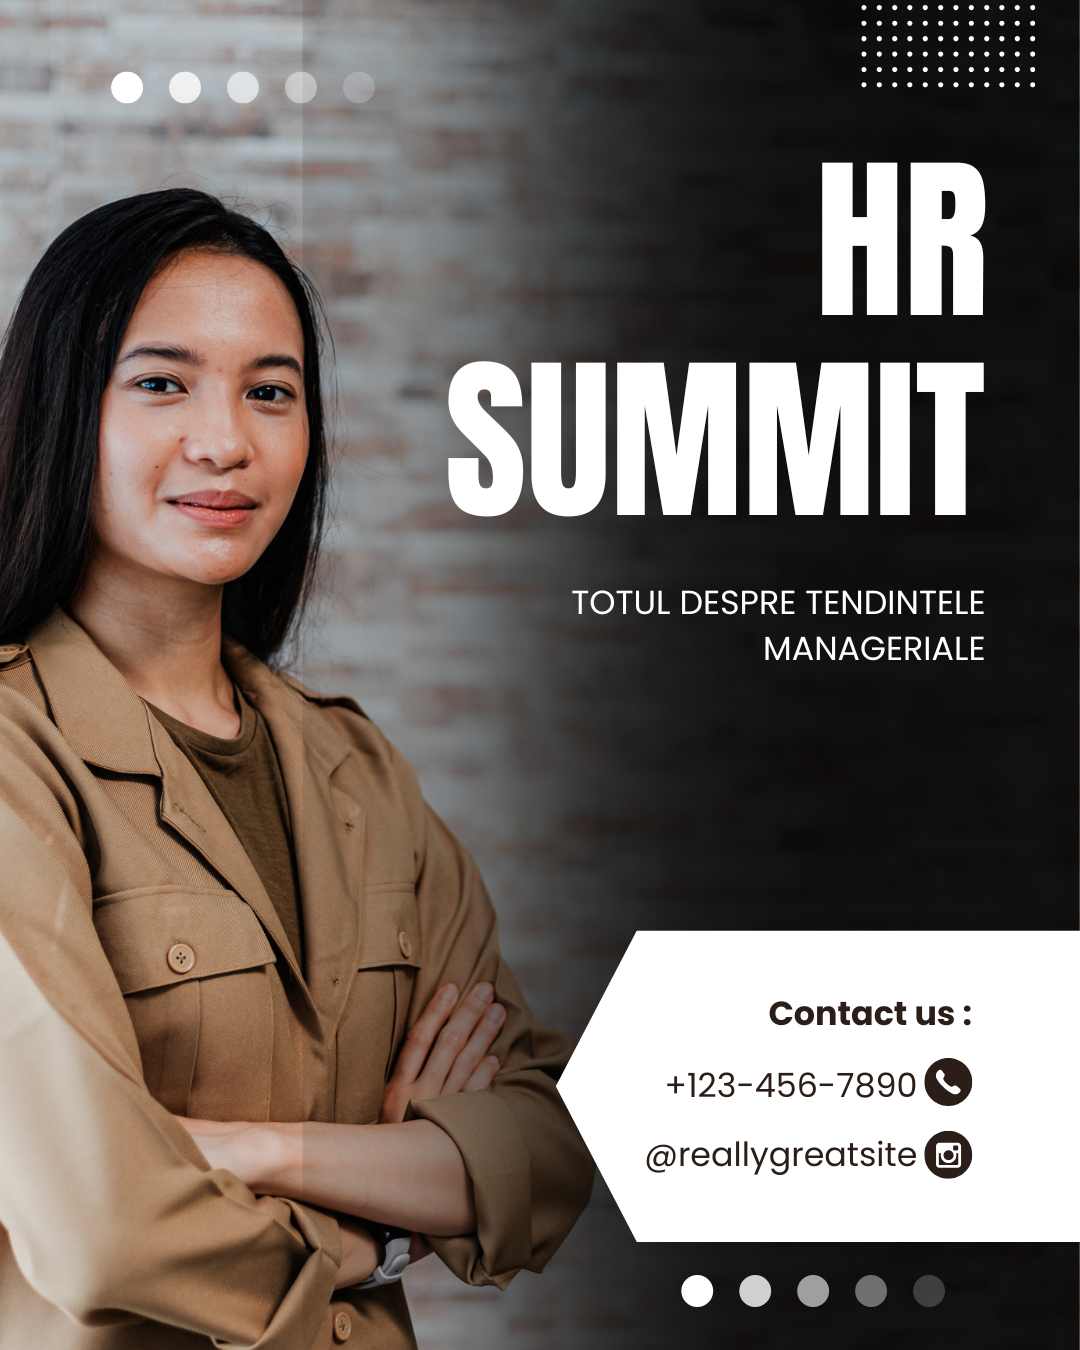 HR
SUMMIT
TOTUL DESPRE TENDINTELE
MANAGERIALE
Contact us :
+123-456-7890
@reallygreatsite